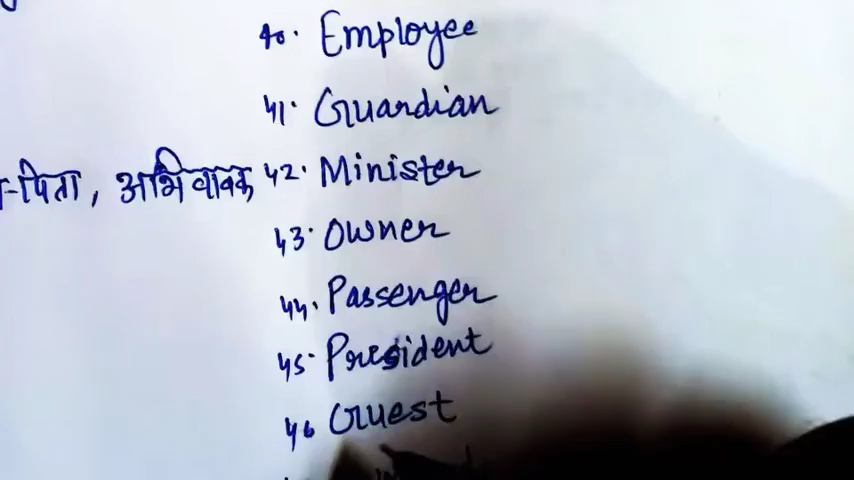 40. Employee
41. Guardian
-पिता, अभिवावक 42. Minister
43. Owner
44. Passenger
45. President
46 Guest